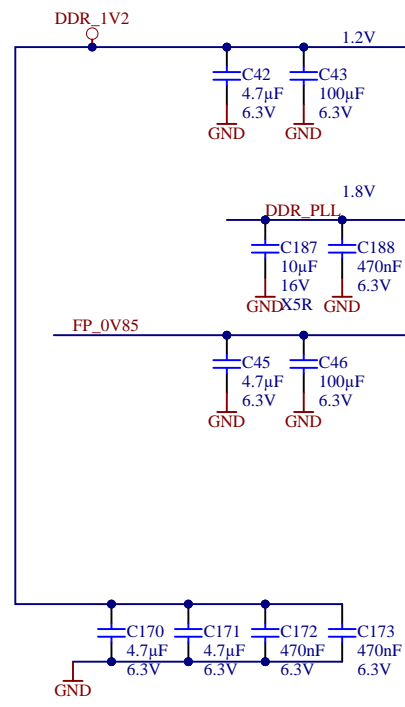 DDR_1V2
1.2V
C42
4.7µF
6.3V
GND
C43
100µF
6.3V
GND
1.8V
DDR_PLL
C187
10µF
16V
X5R
GND
C188
470nF
6.3V
FP_0V85
C45
4.7µF
6.3V
GND
C46
100µF
6.3V
GND
C170
4.7µF
6.3V
C171
4.7µF
6.3V
C172
470nF
6.3V
C173
470nF
6.3V
GND